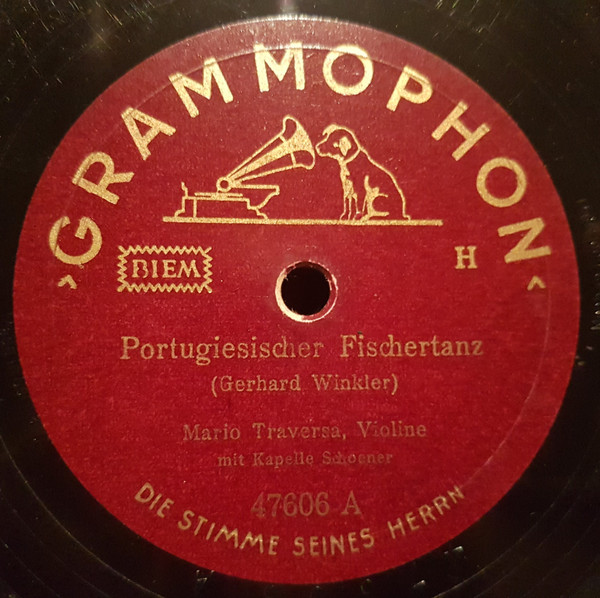 ›GRAMMOPHON‹
BIEM
H
Portugiesischer Fischertanz
(Gerhard Winkler)
Mario Traversa, Violine
mit Kapelle Schoener
47606 A
DIE STIMME SEINES HERRN